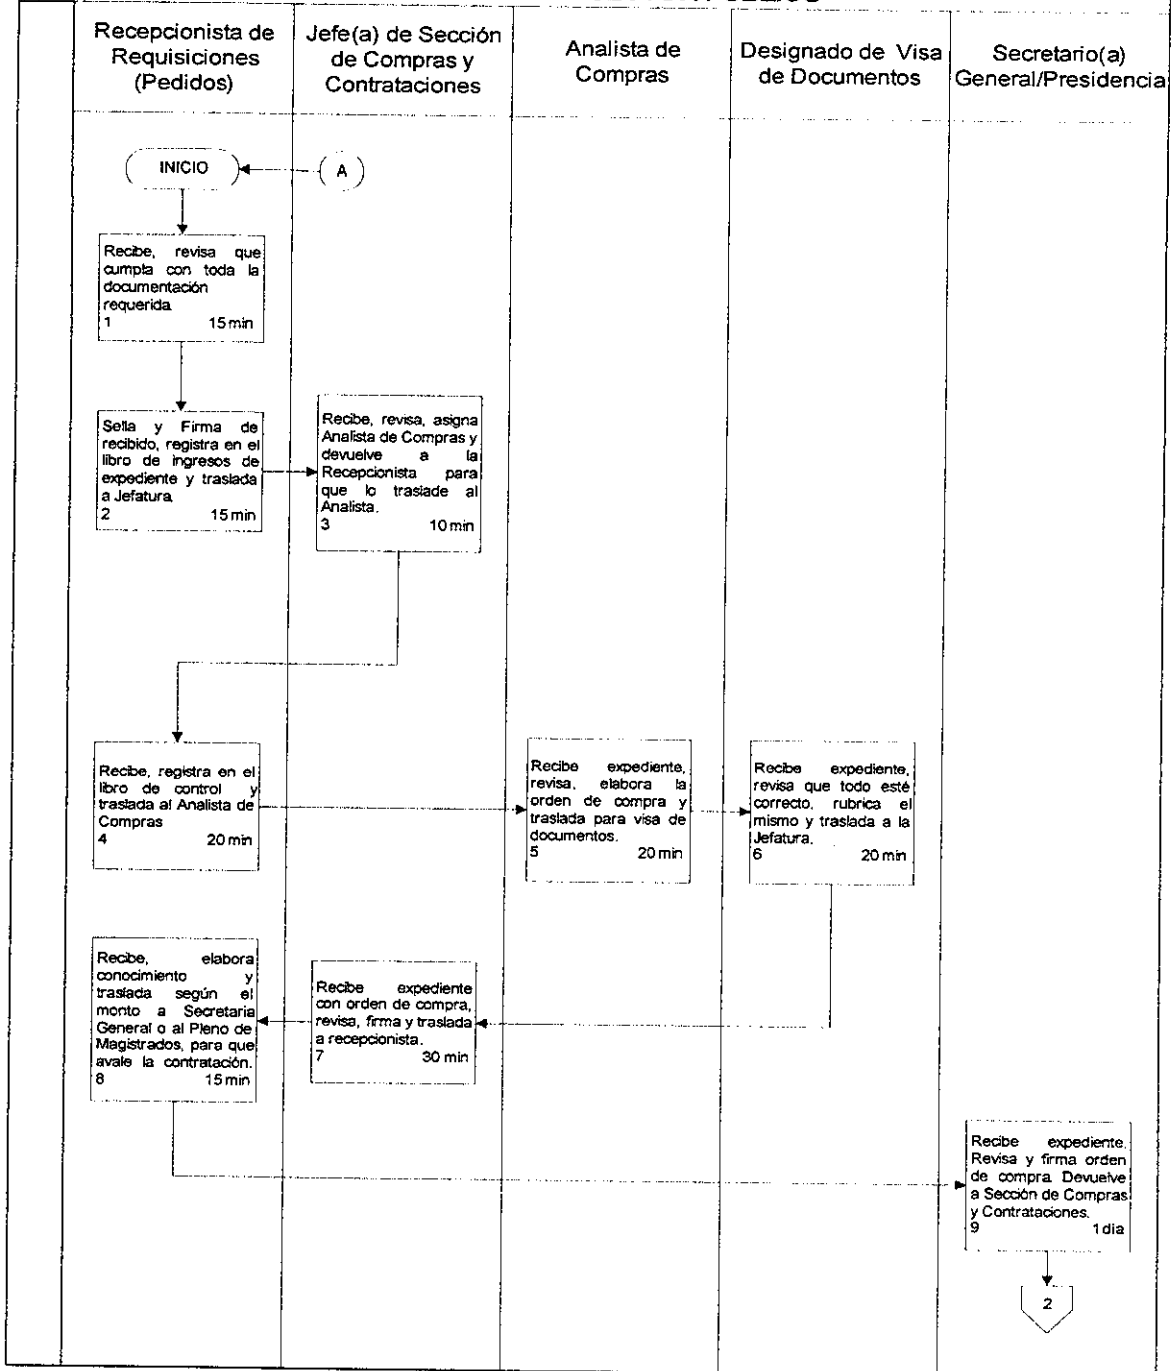 Recepcionista de
Requisiciones
(Pedidos)
Jefe(a) de Sección
de Compras y
Contrataciones
Analista de
Compras
Designado de Visa
de Documentos
Secretario(a)
General/Presidencia
INICIO
A
Recibe, revisa que
cumpla con toda la
documentación
requerida
1 15 min
Sella y Firma de
recibido, registra en el
libro de ingresos de
expediente y traslada
a Jefatura
2 15 min
Recibe, revisa, asigna
Analista de Compras y
devuelve a la
Recepcionista para
que lo traslade al
Analista.
3 10 min
Recibe, registra en el
libro de control y
traslada al Analista de
Compras
4 20 min
Recibe expediente,
revisa, elabora la
orden de compra y
traslada para visa de
documentos.
5 20 min
Recibe expediente,
revisa que todo esté
correcto, rubrica el
mismo y traslada a la
Jefatura.
6 20 min
Recibe, elabora
conocimiento y
traslada según el
monto a Secretaria
General o al Pleno de
Magistrados, para que
avale la contratación.
8 15 min
Recibe expediente
con orden de compra,
revisa, firma y traslada
a recepcionista.
7 30 min
Recibe expediente.
Revisa y firma orden
de compra. Devuelve
a Sección de Compras
y Contrataciones.
9 1 dia
2